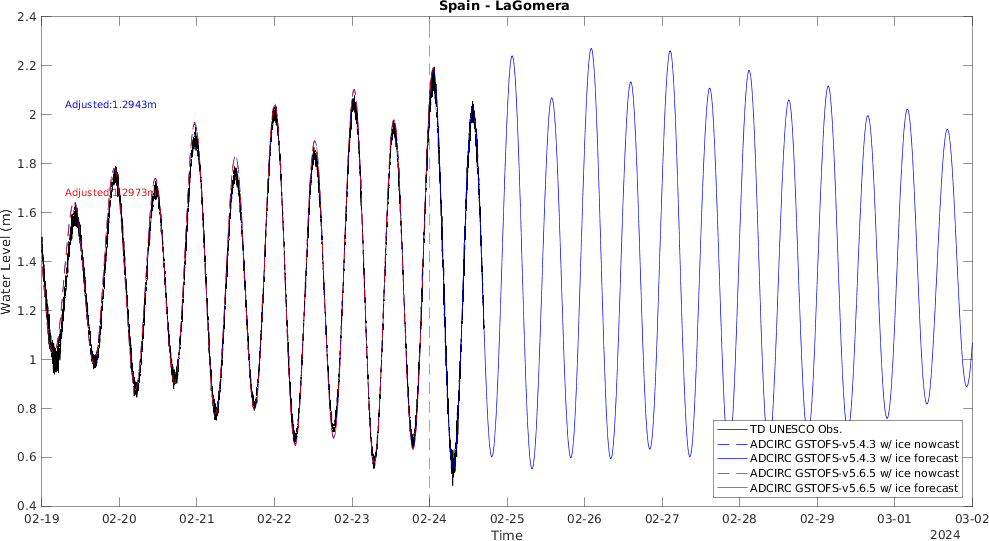 Spain - LaGomera
2.4
2.2
2
1.8
1.6
1.4
1.2
1
0.8
0.6
0.4
Water Level (m)
Adjusted:1.2943m
Adjusted:1.2973m
TD UNESCO Obs.
ADCIRC GSTOFS-v5.4.3 w/ ice nowcast
ADCIRC GSTOFS-v5.4.3 w/ ice forecast
ADCIRC GSTOFS-v5.6.5 w/ ice nowcast
ADCIRC GSTOFS-v5.6.5 w/ ice forecast
02-19 02-20 02-21 02-22 02-23 02-24 02-25 02-26 02-27 02-28 02-29 03-01 03-02
Time
2024